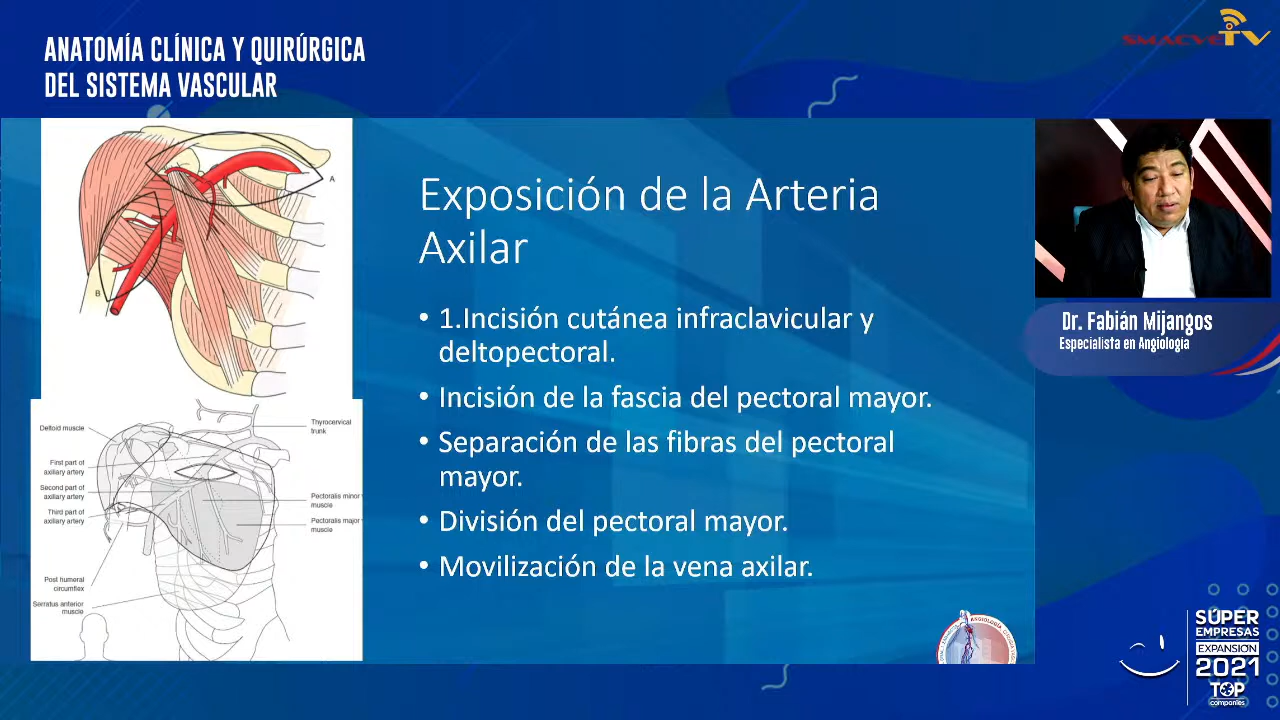 ANATOMÍA CLÍNICA Y QUIRÚRGICA
DEL SISTEMA VASCULAR
SMACVETV
A
B
Exposición de la Arteria
Axilar
• 1.Incisión cutánea infraclavicular y
deltopectoral.
• Incisión de la fascia del pectoral mayor.
• Separación de las fibras del pectoral
mayor.
• División del pectoral mayor.
• Movilización de la vena axilar.
Deltoid muscle
First part of
axillary artery
Second part of
axillary artery
Third part of
axillary artery
Post humeral
circumflex
Serratus anterior
muscle
Thyrocervical
trunk
Pectoralis minor
muscle
Pectoralis major
muscle
Dr. Fabián Mijangos
Especialista en Angiología
ANGIOLOGÍA
SÚPER
EMPRESAS
EXPANSIÓN
2021
TOP
companies